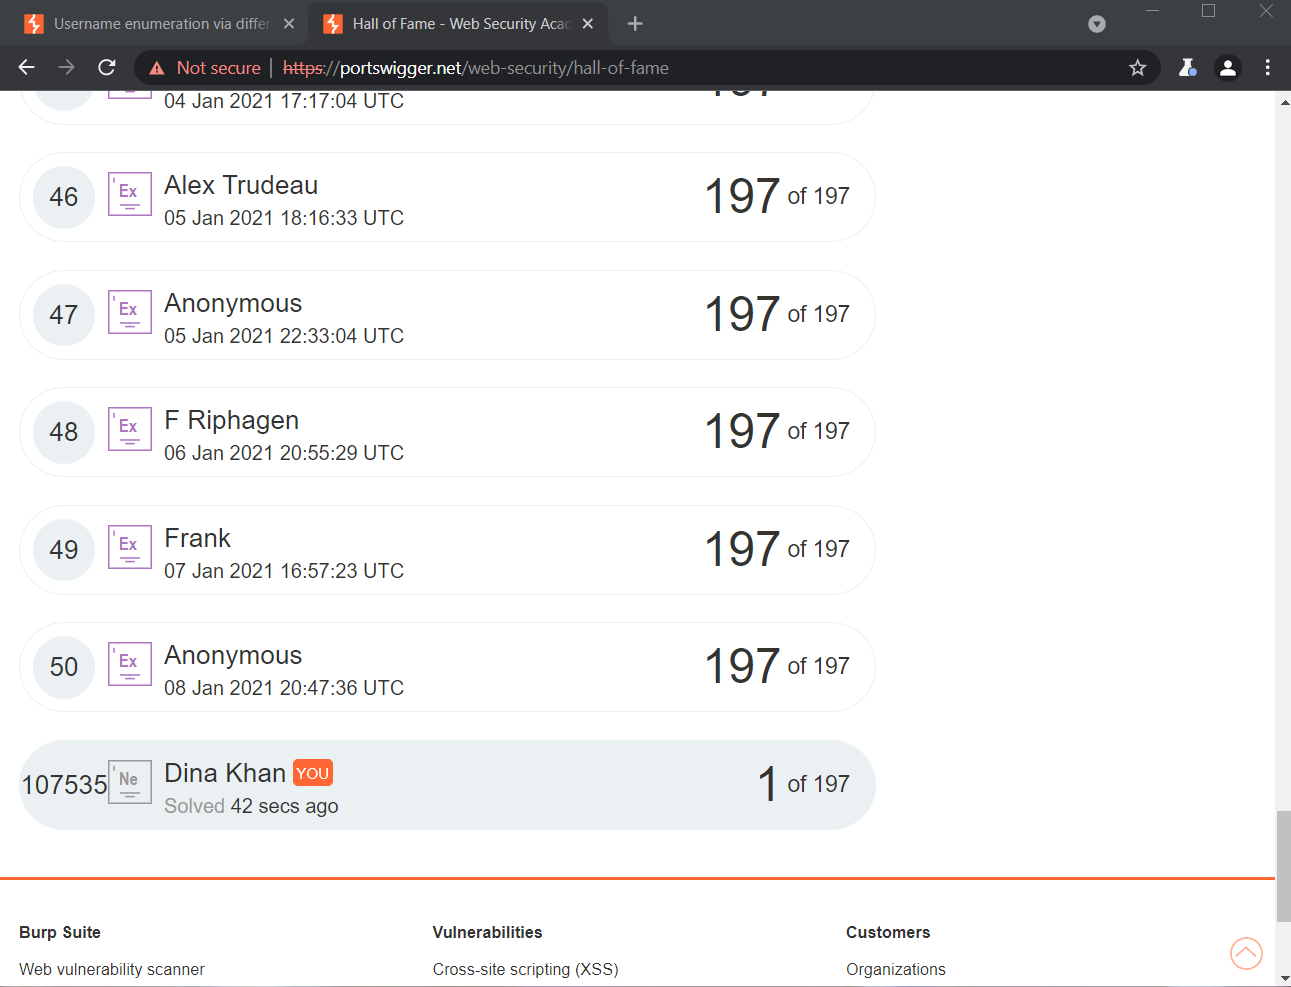 Username enumeration via differ
Hall of Fame - Web Security Acad
Not secure | https://portswigger.net/web-security/hall-of-fame
04 Jan 2021 17:17:04 UTC
46 Ex Alex Trudeau 197 of 197
05 Jan 2021 18:16:33 UTC
47 Ex Anonymous 197 of 197
05 Jan 2021 22:33:04 UTC
48 Ex F Riphagen 197 of 197
06 Jan 2021 20:55:29 UTC
49 Ex Frank 197 of 197
07 Jan 2021 16:57:23 UTC
50 Ex Anonymous 197 of 197
08 Jan 2021 20:47:36 UTC
107535 Ne Dina Khan YOU 1 of 197
Solved 42 secs ago
Burp Suite Vulnerabilities Customers
Web vulnerability scanner Cross-site scripting (XSS) Organizations